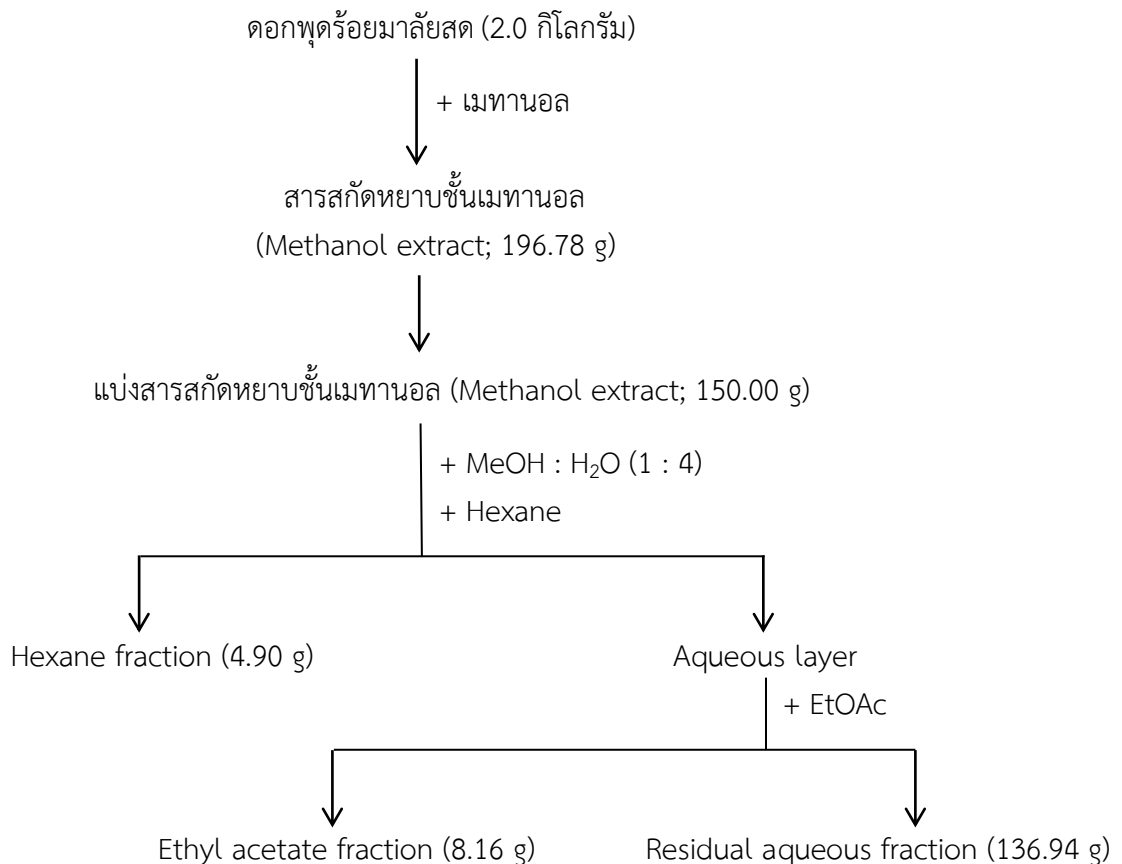 ดอกพุดร้อยมาลัยสด (2.0 กิโลกรัม)
+ เมทานอล
สารสกัดหยาบชั้นเมทานอล
(Methanol extract; 196.78 g)
แบ่งสารสกัดหยาบชั้นเมทานอล (Methanol extract; 150.00 g)
+ MeOH : H₂O (1 : 4)
+ Hexane
Hexane fraction (4.90 g)
Aqueous layer
+ EtOAc
Ethyl acetate fraction (8.16 g)
Residual aqueous fraction (136.94 g)